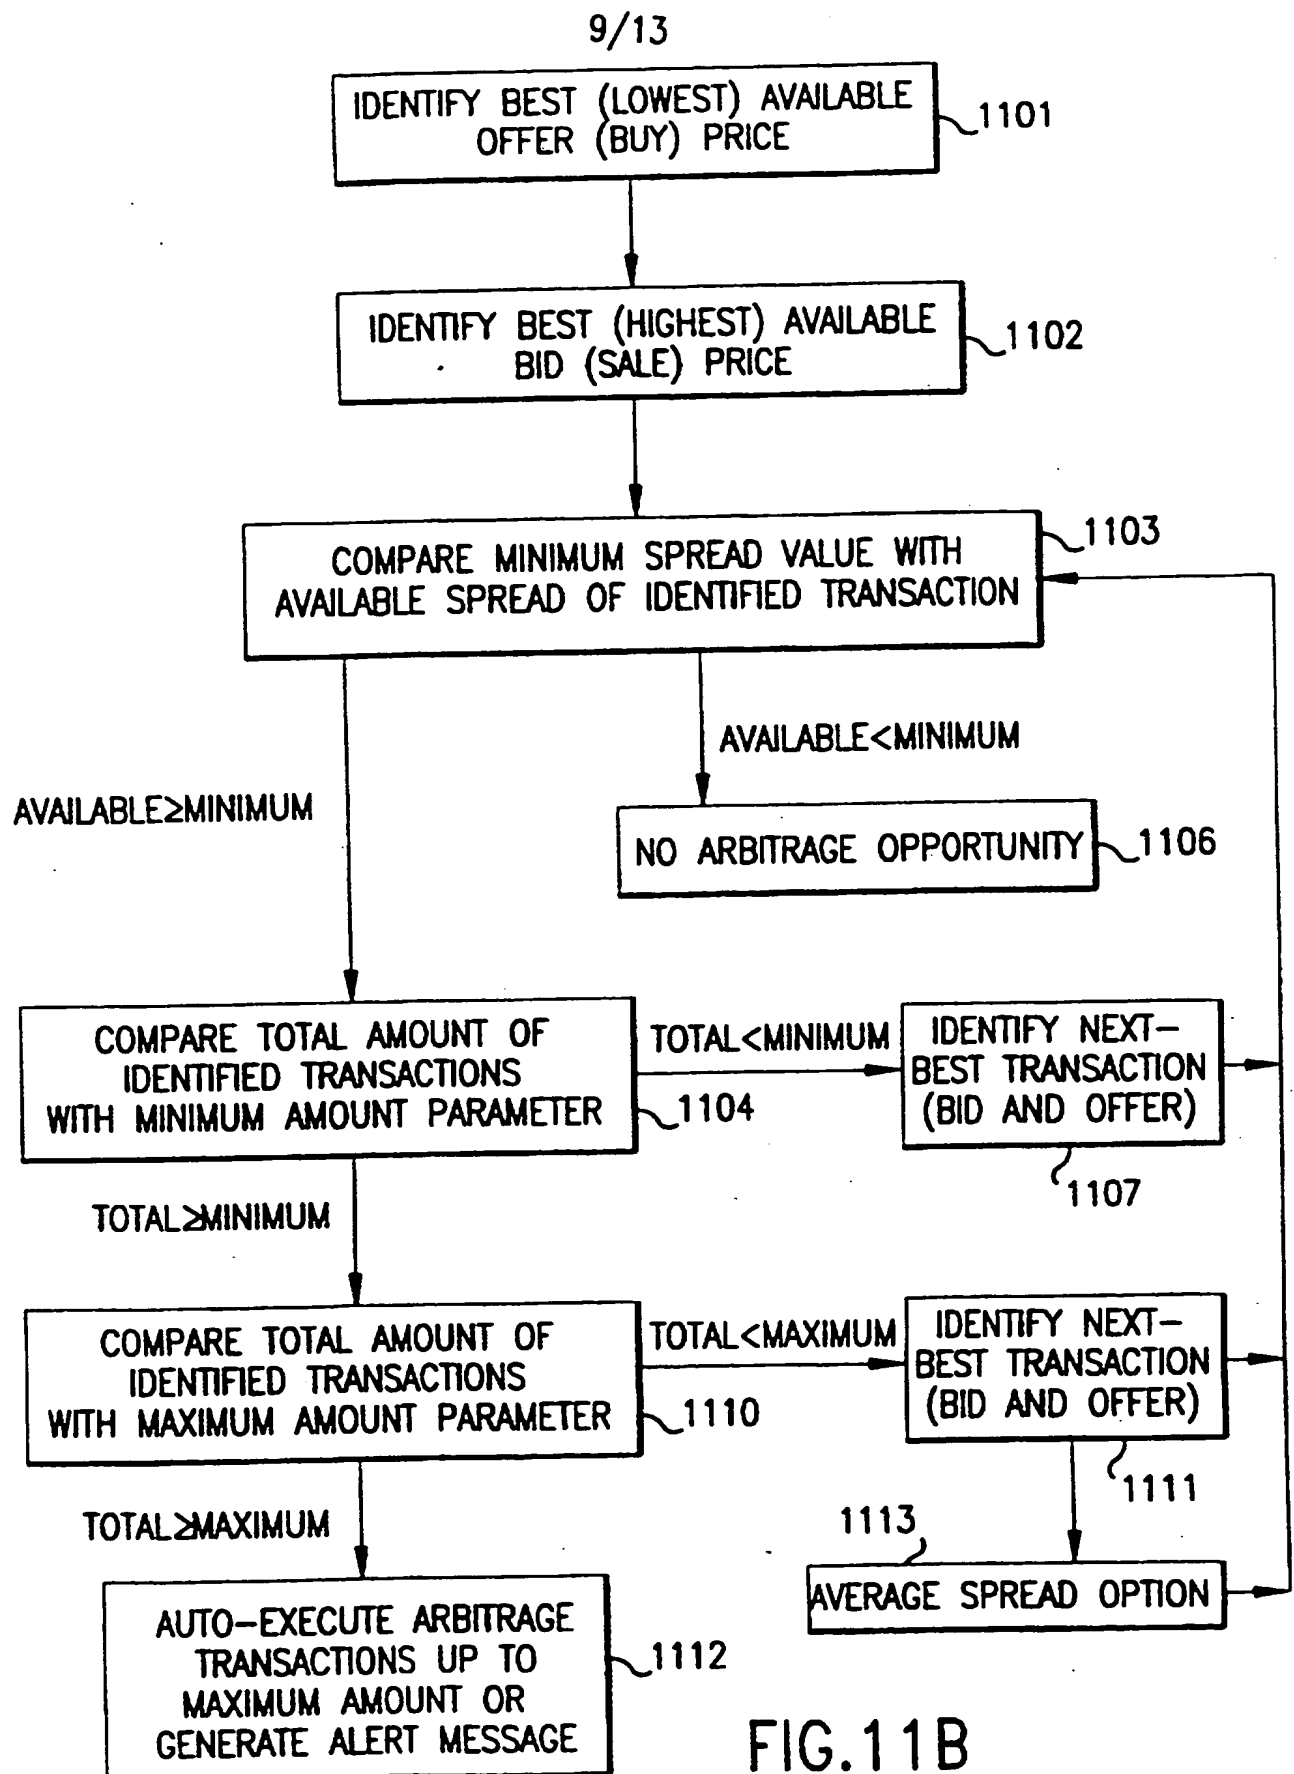 9/13
IDENTIFY BEST (LOWEST) AVAILABLE
OFFER (BUY) PRICE
1101
IDENTIFY BEST (HIGHEST) AVAILABLE
BID (SALE) PRICE
1102
COMPARE MINIMUM SPREAD VALUE WITH
AVAILABLE SPREAD OF IDENTIFIED TRANSACTION
1103
AVAILABLE<MINIMUM
AVAILABLE≥MINIMUM
NO ARBITRAGE OPPORTUNITY
1106
COMPARE TOTAL AMOUNT OF
IDENTIFIED TRANSACTIONS
WITH MINIMUM AMOUNT PARAMETER
1104
TOTAL<MINIMUM
IDENTIFY NEXT-
BEST TRANSACTION
(BID AND OFFER)
1107
TOTAL≥MINIMUM
COMPARE TOTAL AMOUNT OF
IDENTIFIED TRANSACTIONS
WITH MAXIMUM AMOUNT PARAMETER
1110
TOTAL<MAXIMUM
IDENTIFY NEXT-
BEST TRANSACTION
(BID AND OFFER)
1111
TOTAL≥MAXIMUM
1113
AVERAGE SPREAD OPTION
AUTO-EXECUTE ARBITRAGE
TRANSACTIONS UP TO
MAXIMUM AMOUNT OR
GENERATE ALERT MESSAGE
1112
FIG.11B